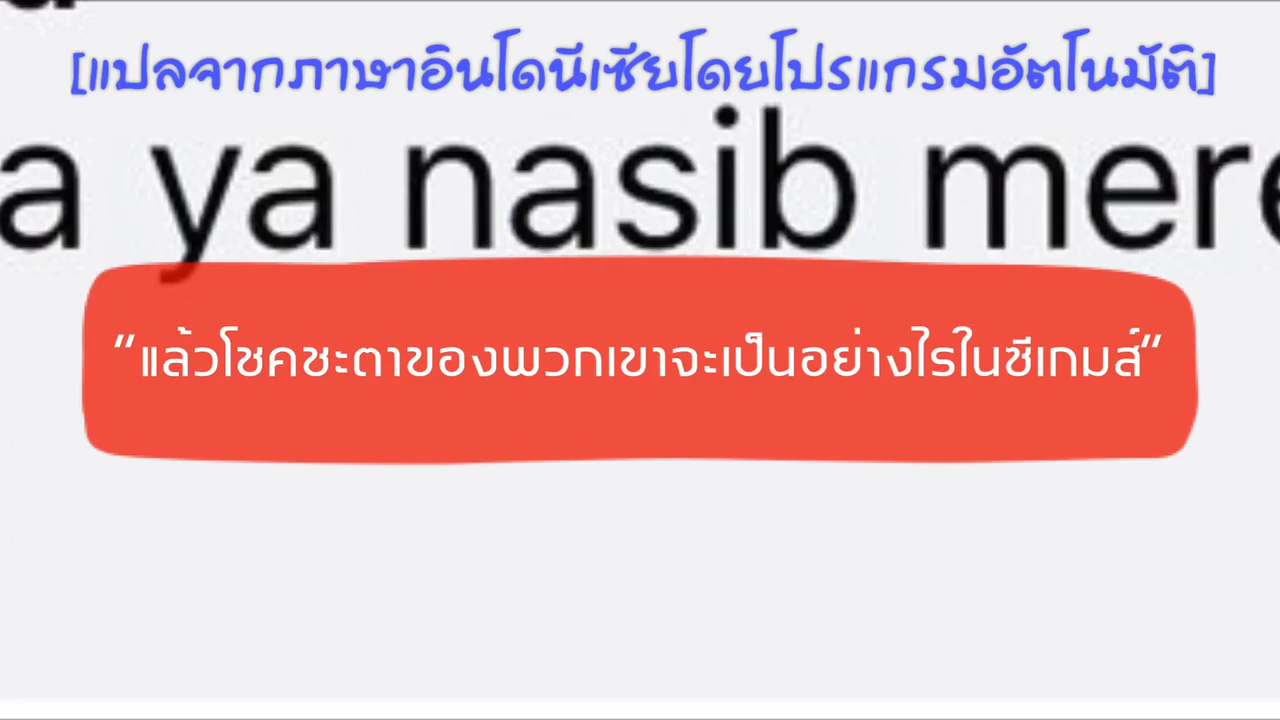 [แปลจากภาษาอินโดนีเซียโดยโปรแกรมอัตโนมัติ]
a ya nasib mere
“แล้วโชคชะตาของพวกเขาจะเป็นอย่างไรในซีเกมส์”